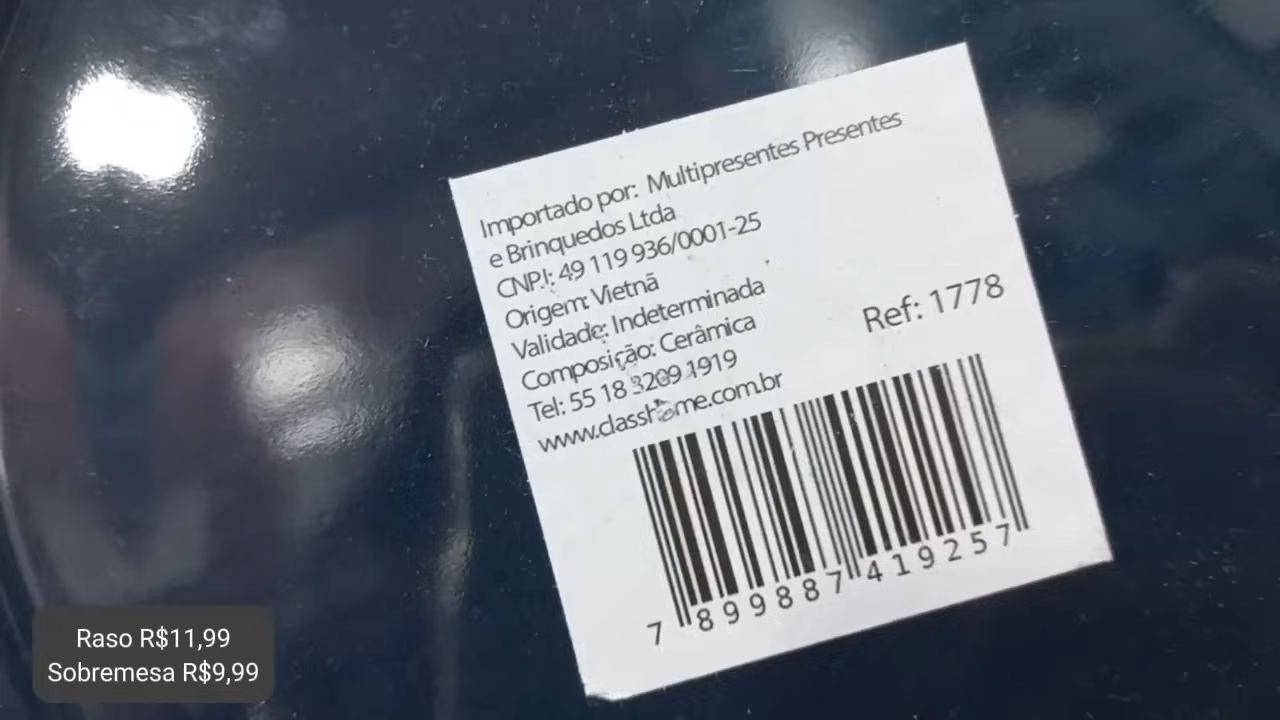 Importado por: Multipresentes Presentes
e Brinquedos Ltda
CNPJ: 49 119 936/0001-25
Origem: Vietnã
Validade: Indeterminada
Composição: Cerâmica
Tel: 55 18 3209 1919
www.classhome.com.br
Ref: 1778
7 899887 419257
Raso R$11,99
Sobremesa R$9,99